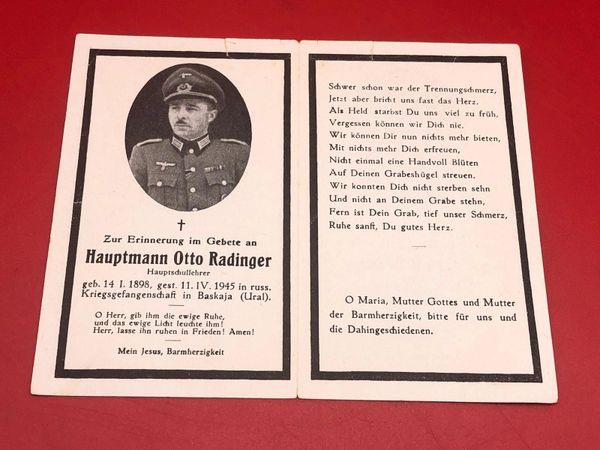 Zur Erinnerung im Gebete an
Hauptmann Otto Radinger
Hauptschullehrer
geb. 14 I. 1898, gest. 11. IV. 1945 in russ.
Kriegsgefangenschaft in Baskaja (Ural).
O Herr, gib ihm die ewige Ruhe,
und das ewige Licht leuchte ihm!
Herr, lasse ihn ruhen in Frieden! Amen!
Mein Jesus, Barmherzigkeit
Schwer schon war der Trennungschmerz,
Jetzt aber bricht uns fast das Herz.
Als Held starbst Du uns viel zu früh,
Vergessen können wir Dich nie.
Wir können Dir nun nichts mehr bieten,
Mit nichts mehr Dich erfreuen,
Nicht einmal eine Handvoll Blüten
Auf Deinen Grabeshügel streuen.
Wir konnten Dich nicht sterben sehn
Und nicht an Deinem Grabe stehn,
Fern ist Dein Grab, tief unser Schmerz,
Ruhe sanft, Du gutes Herz.
O Maria, Mutter Gottes und Mutter
der Barmherzigkeit, bitte für uns und
die Dahingeschiedenen.